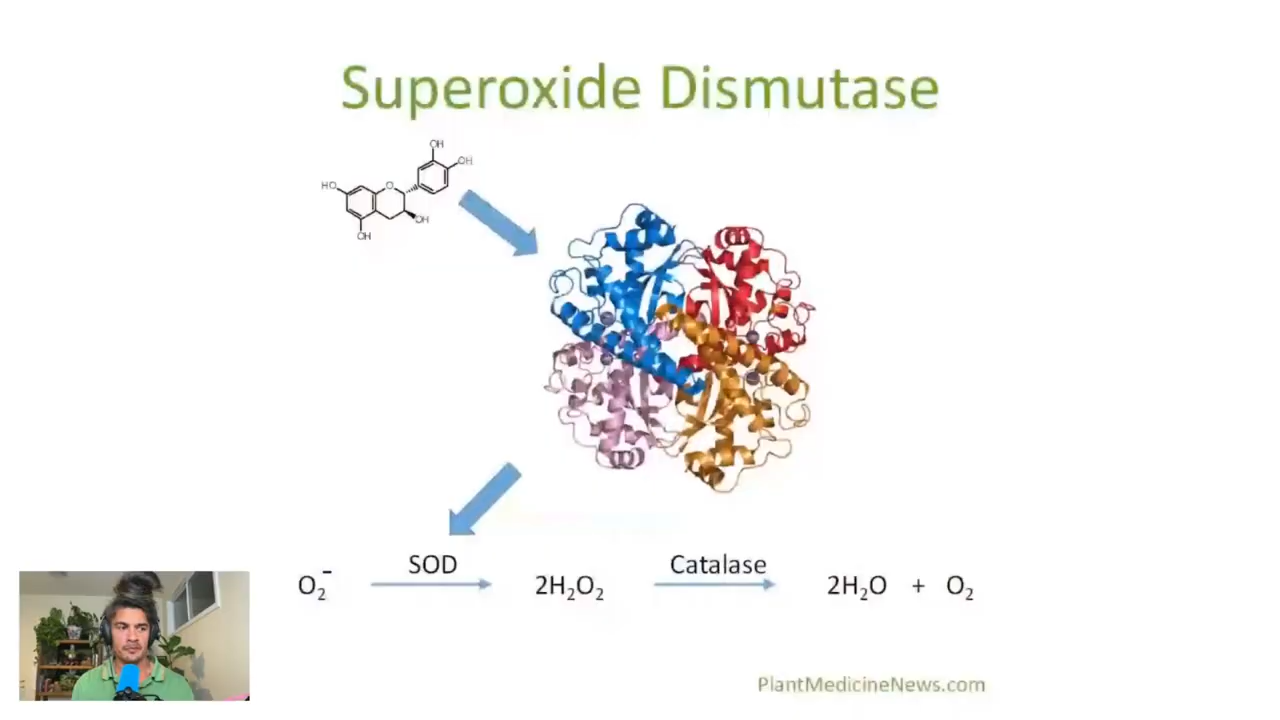 Superoxide Dismutase
OH
OH
HO
O
OH
OH
SOD
Catalase
O₂⁻
2H₂O₂
2H₂O + O₂
PlantMedicineNews.com